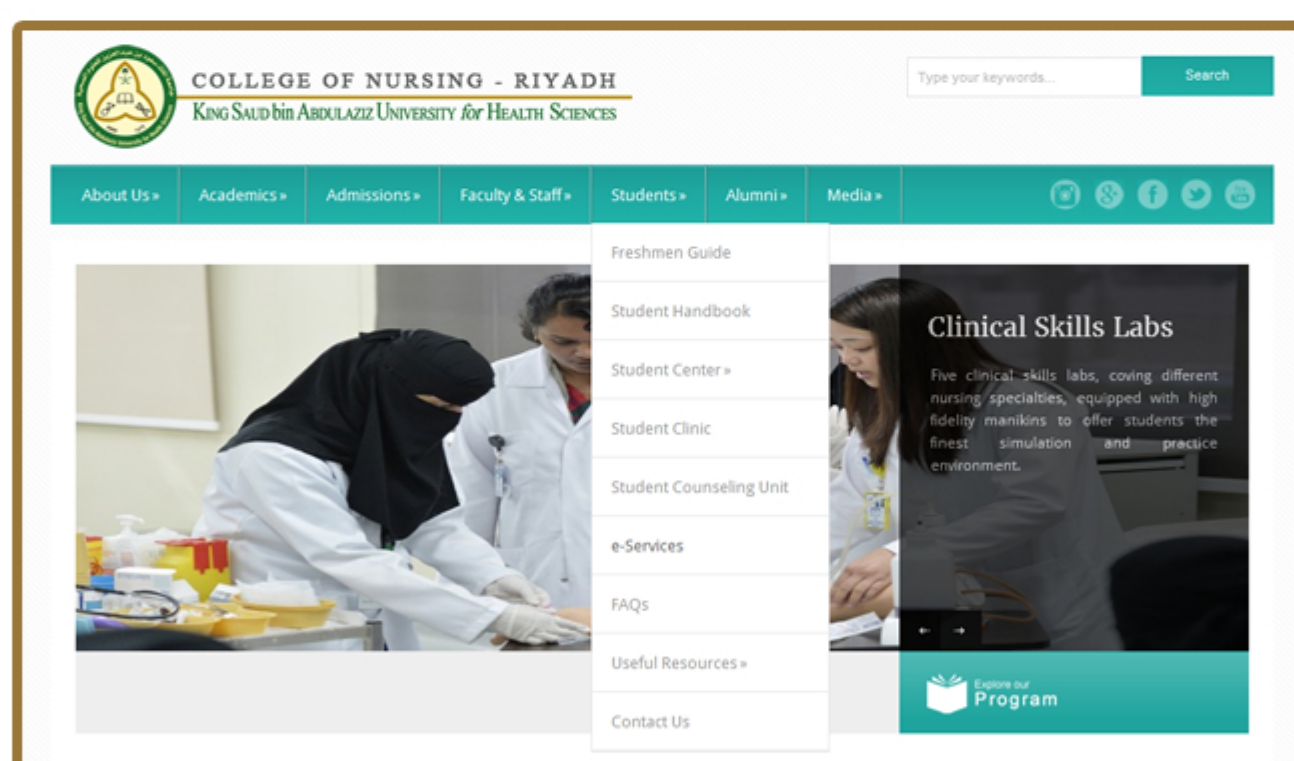 COLLEGE OF NURSING - RIYADH
KING SAUD bin ABDULAZIZ UNIVERSITY for HEALTH SCIENCES
Type your keywords...
Search
About Us »
Academics »
Admissions »
Faculty & Staff »
Students »
Alumni »
Media »
Freshmen Guide
Student Handbook
Student Center »
Student Clinic
Student Counseling Unit
e-Services
FAQs
Useful Resources »
Contact Us
Clinical Skills Labs
Five clinical skills labs, coving different
nursing specialties, equipped with high
fidelity manikins to offer students the
finest simulation and practice
environment.
Explore our
Program